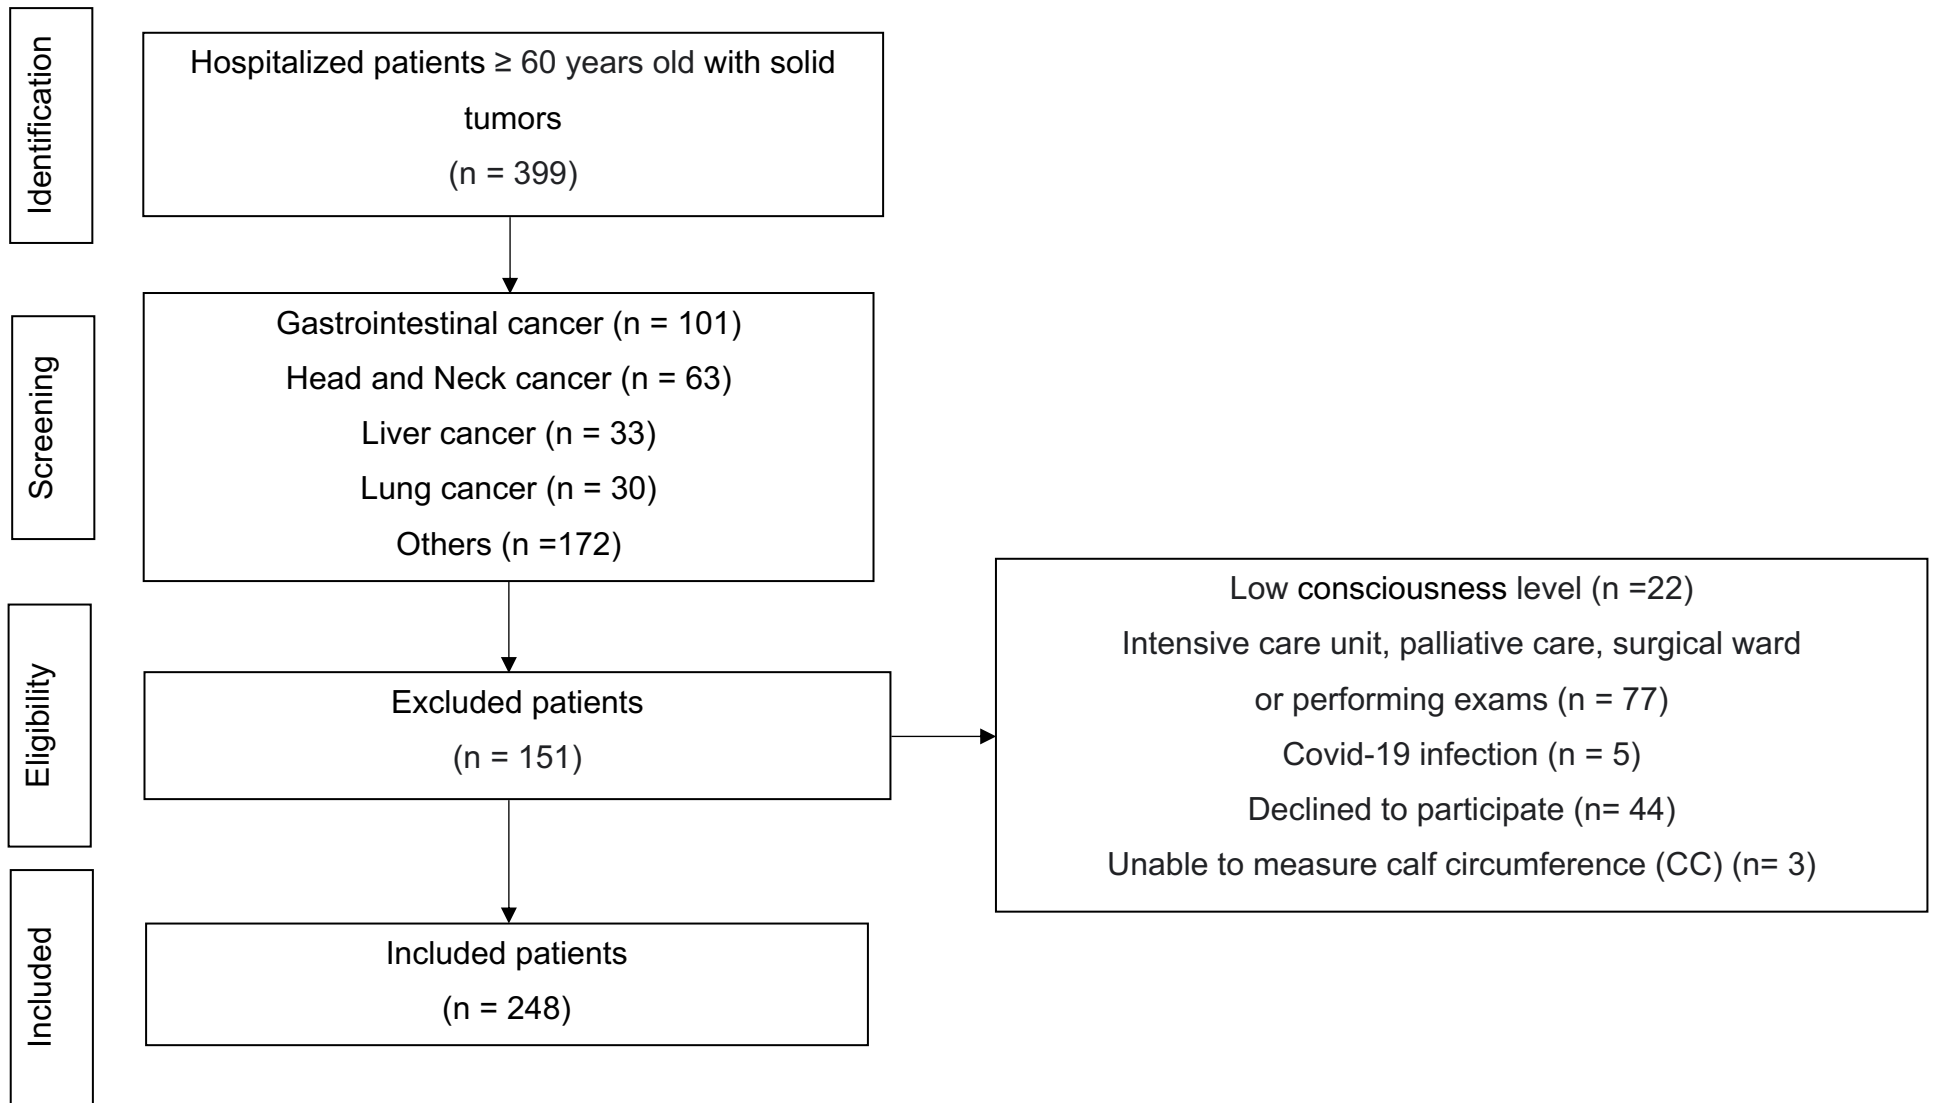 Identification
Hospitalized patients ≥ 60 years old with solid
tumors
(n = 399)
Screening
Gastrointestinal cancer (n = 101)
Head and Neck cancer (n = 63)
Liver cancer (n = 33)
Lung cancer (n = 30)
Others (n =172)
Eligibility
Excluded patients
(n = 151)
Low consciousness level (n =22)
Intensive care unit, palliative care, surgical ward
or performing exams (n = 77)
Covid-19 infection (n = 5)
Declined to participate (n= 44)
Unable to measure calf circumference (CC) (n= 3)
Included
Included patients
(n = 248)